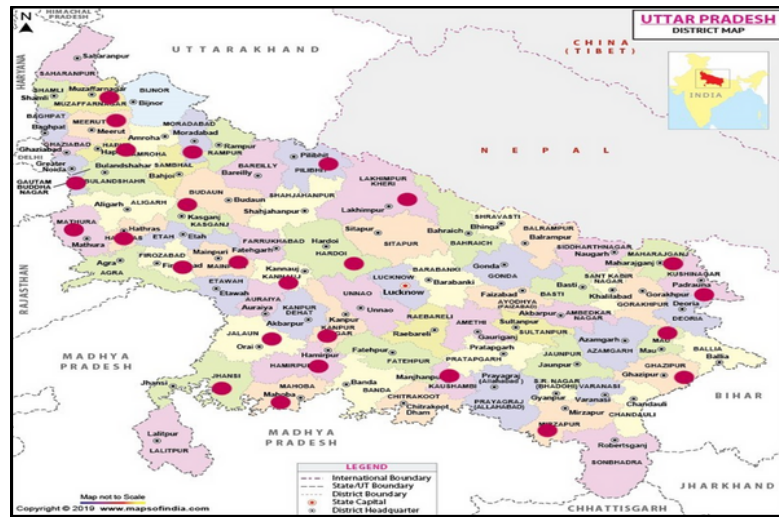 HIMACHAL
PRADESH
N
UTTAR PRADESH
DISTRICT MAP
INDIA
UTTARAKHAND
CHINA
(TIBET)
HARYANA
Saharanpur
SAHARANPUR
SHAMLI
Shamli
Muzaffarnagar
MUZAFFARNAGAR
BIJNOR
Bijnor
BAGHPAT
Baghpat
MEERUT
Meerut
GHAZIABAD
Ghaziabad
DELHI
Amroha
AMROHA
MORADABAD
Moradabad
Rampur
RAMPUR
Greater
Noida
GAUTAM
BUDDHA
NAGAR
Bulandshahar
BULANDSHAHR
SAMBHAL
Bahjoi
BAREILLY
Bareilly
Pilibhit
PILIBHIT
NEPAL
LAKHIMPUR
KHERI
Lakhimpur
Aligarh
ALIGARH
BUDAUN
Budaun
Kasganj
KASGANJ
SHAHJAHANPUR
Shahjahanpur
Sitapur
SITAPUR
SHRAVASTI
Bahraich
Bhinga
BAHRAICH
BALRAMPUR
Balrampur
MATHURA
Mathura
Hathras
ETAH
Etah
FARRUKHABAD
Fatehgarh
Hardoi
HARDOI
Agra
AGRA
FIROZABAD
Mainpuri
Kannauj
KANNAUJ
SIDDHARTHNAGAR
Naugarh
MAHARAJGANJ
Maharajganj
KUSHINAGAR
Padrauna
RAJASTHAN
ETAWAH
Etawah
AURAIYA
Auraiya
KANPUR
DEHAT
Akbarpur
UNNAO
Unnao
LUCKNOW
Lucknow
BARABANKI
Barabanki
Gonda
GONDA
Basti
BASTI
SANT KABIR
NAGAR
Khalilabad
Gorakhpur
GORAKHPUR
Deoria
DEORIA
Faizabad
AYODHYA
(FAIZABAD)
Akbarpur
AMBEDKAR
NAGAR
Kanpur
KANPUR
JALAUN
Orai
RAEBARELI
Raebareli
AMETHI
Gauriganj
Sultanpur
SULTANPUR
Azamgarh
AZAMGARH
MAU
Mau
BALLIA
Ballia
MADHYA
PRADESH
Hamirpur
HAMIRPUR
Fatehpur
FATEHPUR
Pratapgarh
PRATAPGARH
JAUNPUR
Jaunpur
GHAZIPUR
Ghazipur
BIHAR
Jhansi
JHANSI
MAHOBA
Mahoba
Banda
BANDA
Manjhanpur
KAUSHAMBI
Prayagraj
(Allahabad)
PRAYAGRAJ
(ALLAHABAD)
S.R. NAGAR
(BHADOHI)
Gyanpur
VARANASI
Varanasi
Chandauli
CHANDAULI
CHITRAKOOT
Chitrakoot
Dham
Mirzapur
MIRZAPUR
Lalitpur
LALITPUR
MADHYA
PRADESH
Robertsganj
SONBHADRA
JHARKHAND
CHHATTISGARH
LEGEND
International Boundary
State/UT Boundary
District Boundary
State Capital
District Headquarter
Map not to Scale
Copyright © 2019 www.mapsofindia.com